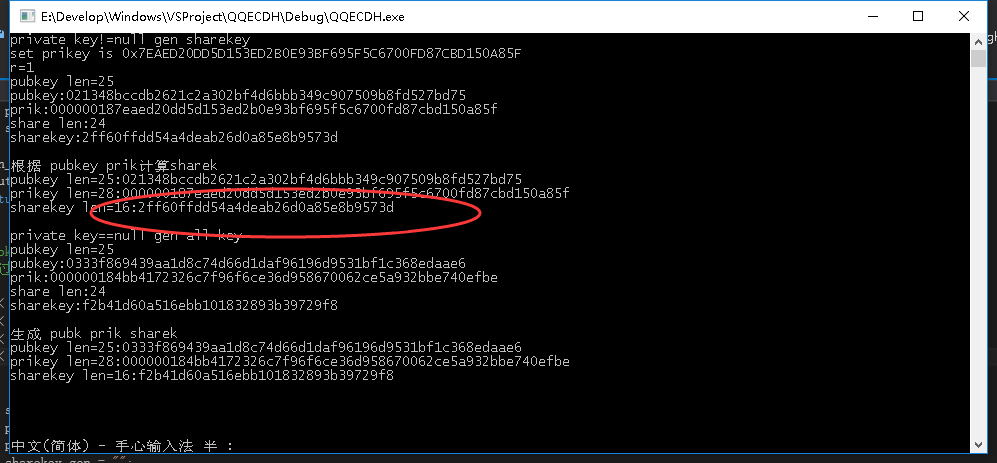 E:\Develop\Windows\VSProject\QQECDH\Debug\QQECDH.exe
private key!=null gen sharekey
set prikey is 0x7EAED20DD5D153ED2B0E93BF695F5C6700FD87CBD150A85F
r=1
pubkey len=25
pubkey:021348bccdb2621c2a302bf4d6bbb349c907509b8fd527bd75
prik:000000187eaed20dd5d153ed2b0e93bf695f5c6700fd87cbd150a85f
share len:24
sharekey:2ff60ffdd54a4deab26d0a85e8b9573d
根据 pubkey prik计算sharek
pubkey len=25:021348bccdb2621c2a302bf4d6bbb349c907509b8fd527bd75
prikey len=28:000000187eaed20dd5d153ed2b0e93bf695f5c6700fd87cbd150a85f
sharekey len=16:2ff60ffdd54a4deab26d0a85e8b9573d
private key==null gen all key
pubkey len=25
pubkey:0333f869439aa1d8c74d66d1daf96196d9531bf1c368edaae6
prik:000000184bb4172326c7f96f6ce36d958670062ce5a932bbe740efbe
share len:24
sharekey:f2b41d60a516ebb101832893b39729f8
生成 pubk prik sharek
pubkey len=25:0333f869439aa1d8c74d66d1daf96196d9531bf1c368edaae6
prikey len=28:000000184bb4172326c7f96f6ce36d958670062ce5a932bbe740efbe
sharekey len=16:f2b41d60a516ebb101832893b39729f8
中文(简体) - 手心输入法 半 :